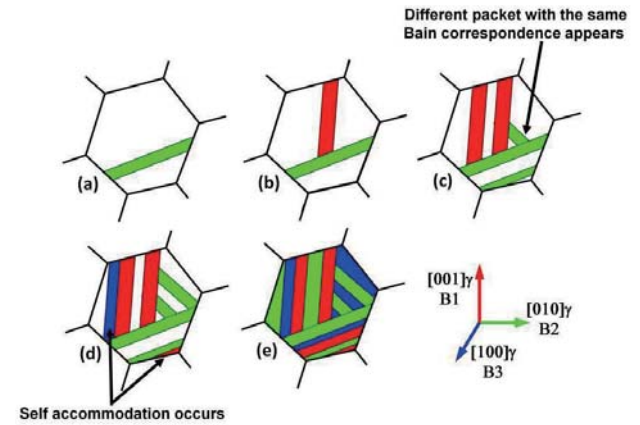 Different packet with the same
Bain correspondence appears
(a)
(b)
(c)
(d)
(e)
[001]γ
B1
[010]γ
B2
[100]γ
B3
Self accommodation occurs